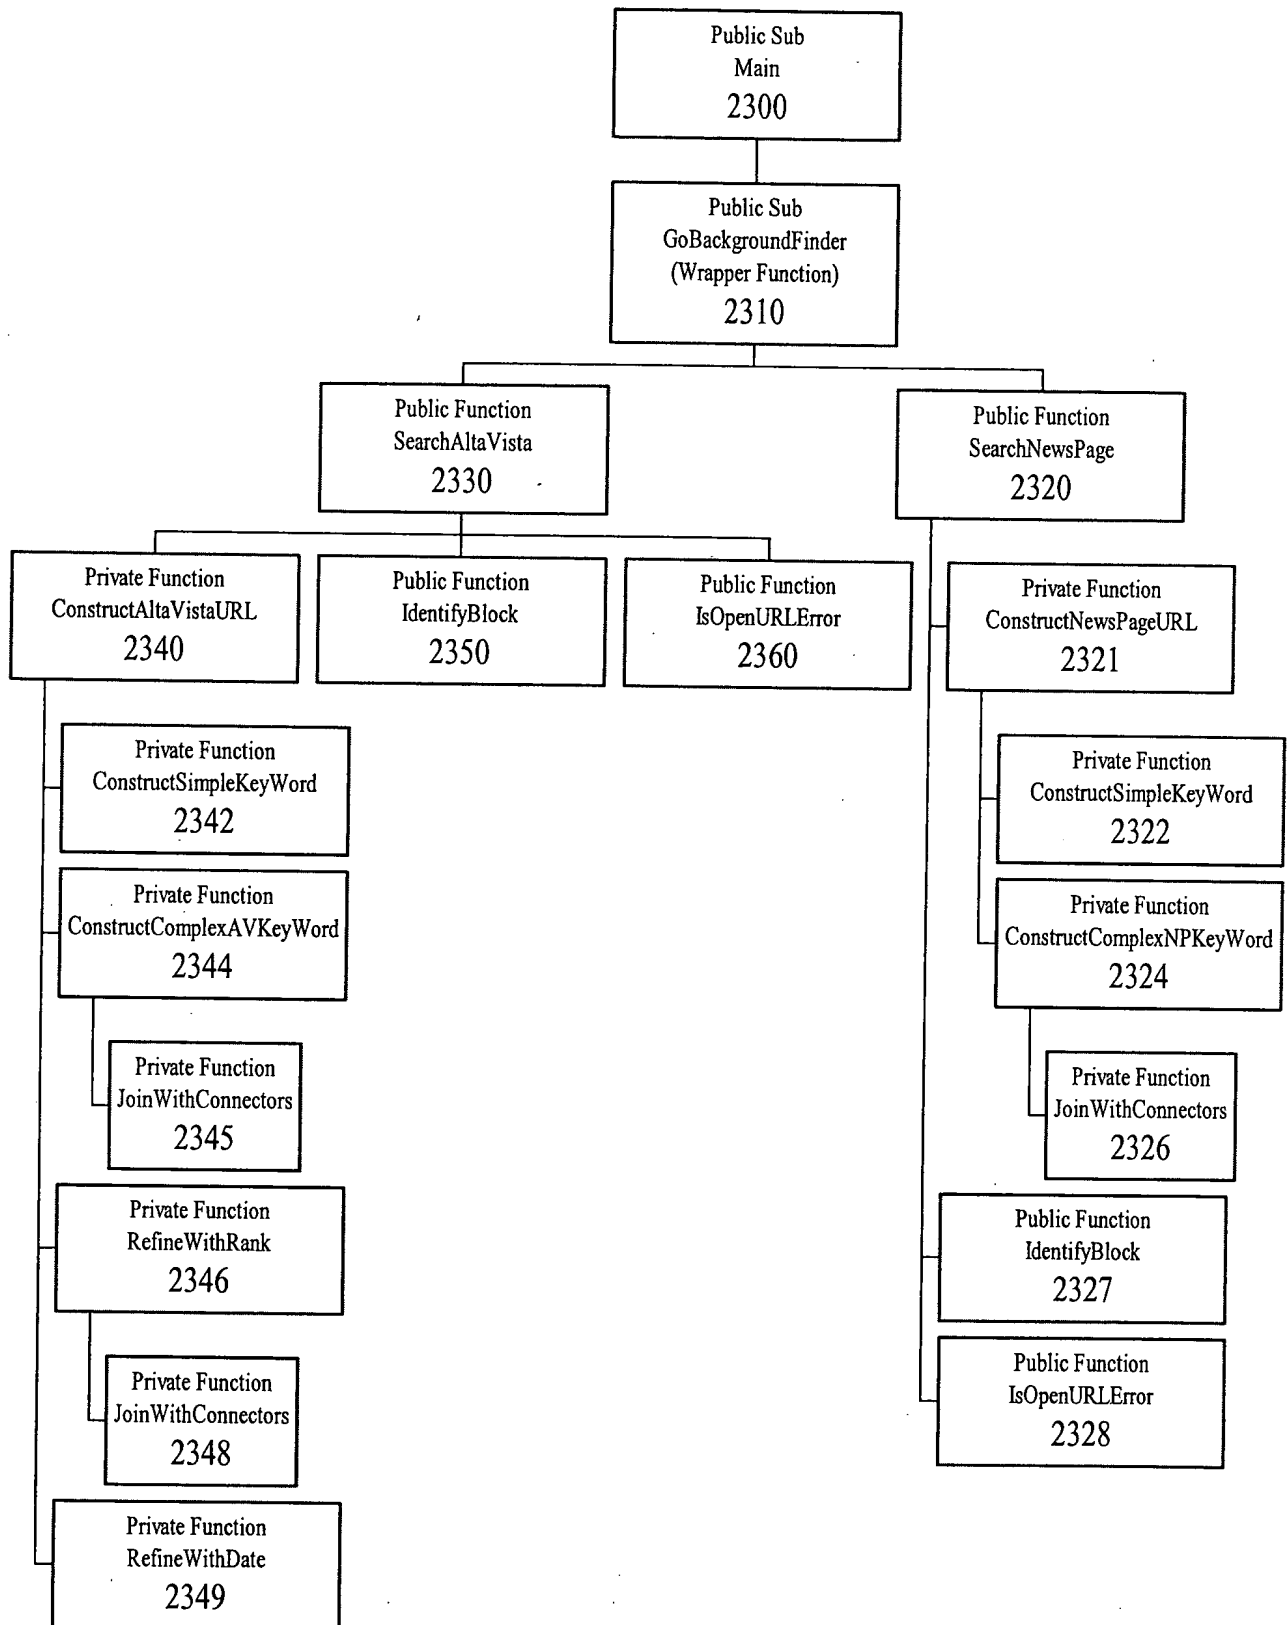 Public Sub
Main
2300
Public Sub
GoBackgroundFinder
(Wrapper Function)
2310
Public Function
SearchAltaVista
2330
Public Function
SearchNewsPage
2320
Private Function
ConstructAltaVistaURL
2340
Public Function
IdentifyBlock
2350
Public Function
IsOpenURLError
2360
Private Function
ConstructSimpleKeyWord
2342
Private Function
ConstructComplexAVKeyWord
2344
Private Function
JoinWithConnectors
2345
Private Function
RefineWithRank
2346
Private Function
JoinWithConnectors
2348
Private Function
RefineWithDate
2349
Private Function
ConstructNewsPageURL
2321
Private Function
ConstructSimpleKeyWord
2322
Private Function
ConstructComplexNPKeyWord
2324
Private Function
JoinWithConnectors
2326
Public Function
IdentifyBlock
2327
Public Function
IsOpenURLError
2328